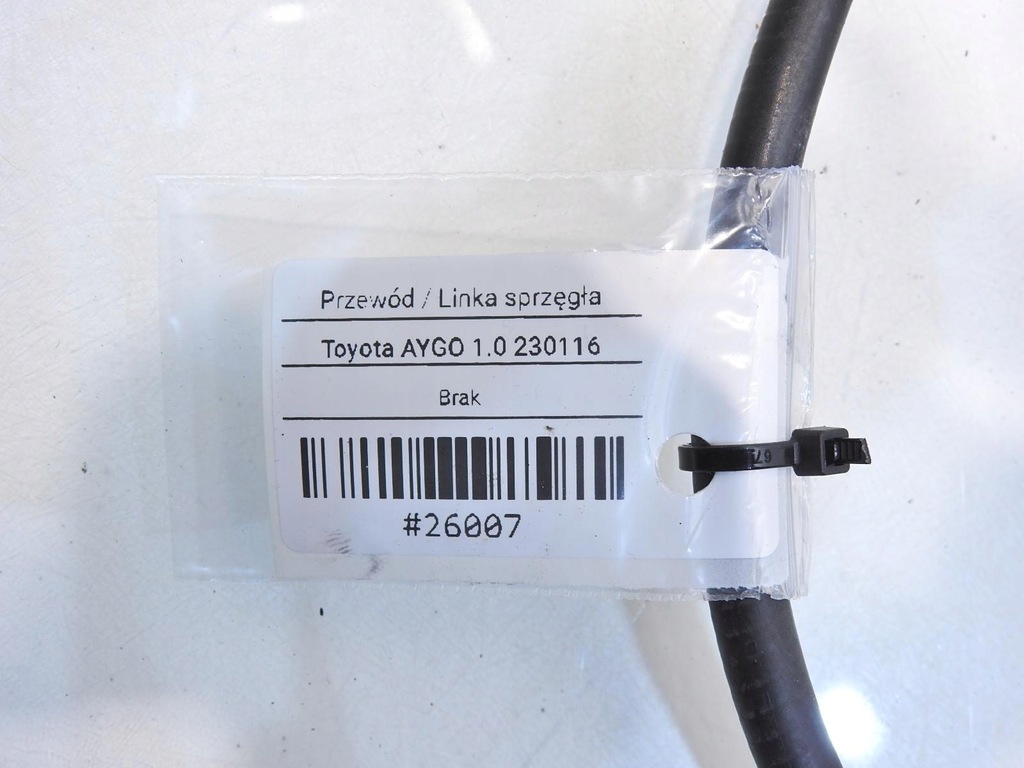 Przewód / Linka sprzęgła
Toyota AYGO 1.0 230116
Brak
#26007